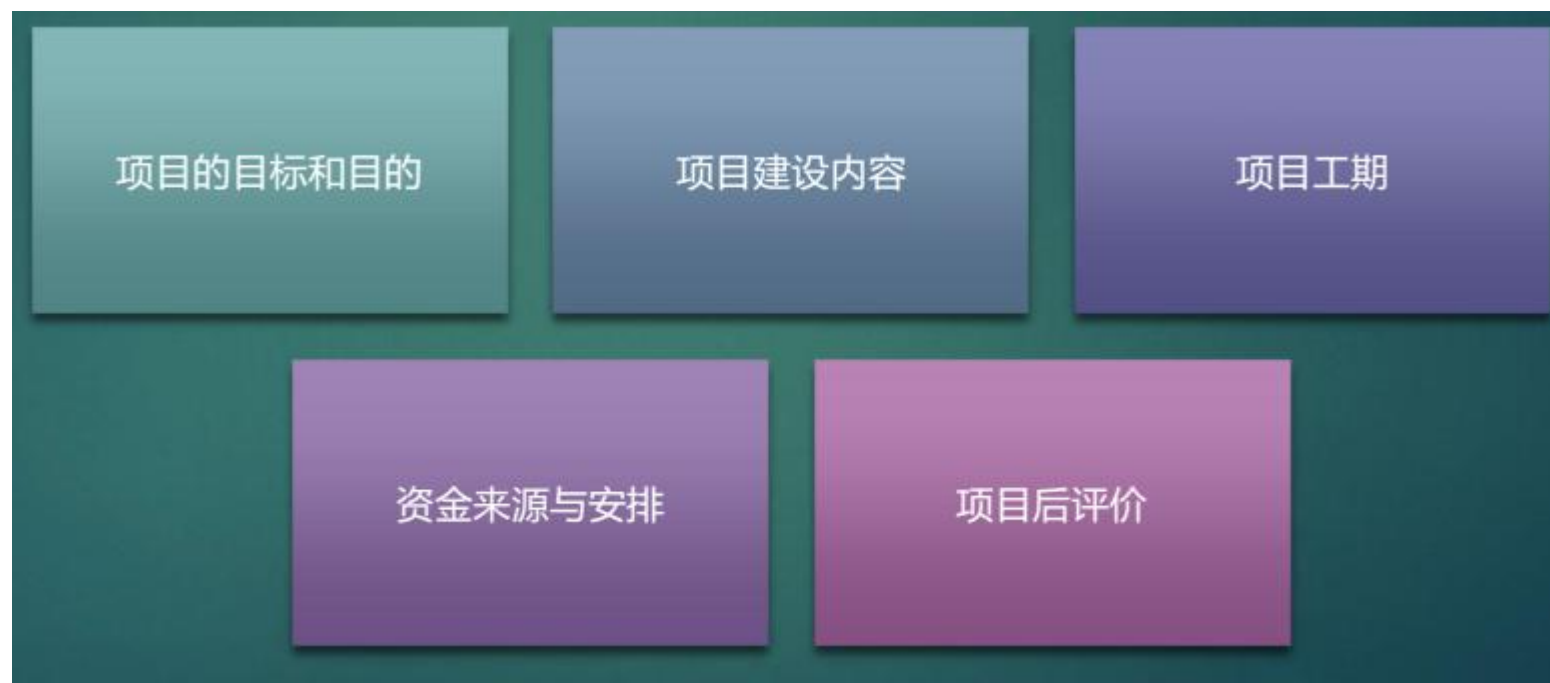 项目的目标和目的
项目建设内容
项目工期
资金来源与安排
项目后评价